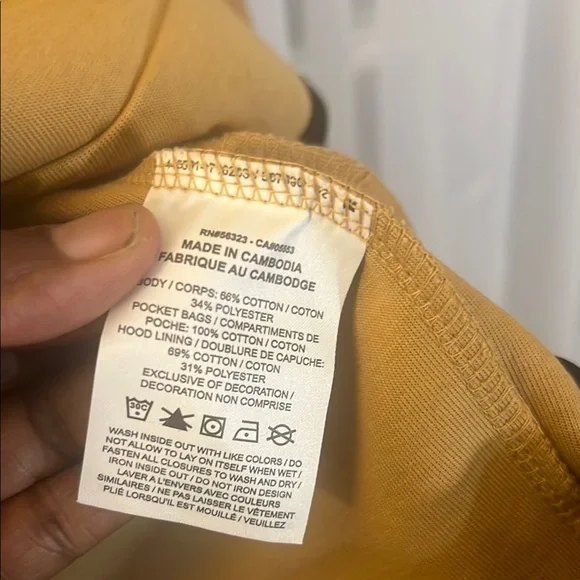 RN#56323 - CA#05553
MADE IN CAMBODIA
FABRIQUE AU CAMBODGE
BODY / CORPS: 66% COTTON / COTON
34% POLYESTER
POCKET BAGS / COMPARTIMENTS DE
POCHE: 100% COTTON / COTON
HOOD LINING / DOUBLURE DE CAPUCHE:
69% COTTON / COTON
31% POLYESTER
EXCLUSIVE OF DECORATION /
DECORATION NON COMPRISE
30C
WASH INSIDE OUT WITH LIKE COLORS / DO
NOT ALLOW TO LAY ON ITSELF WHEN WET /
FASTEN ALL CLOSURES TO WASH AND DRY /
IRON INSIDE OUT / DO NOT IRON DESIGN
LAVER A L'ENVERS AVEC COULEURS
SIMILAIRES / NE PAS LAISSER LE VÊTEMENT
PLIÉ LORSQU'IL EST MOUILLÉ / VEUILLEZ